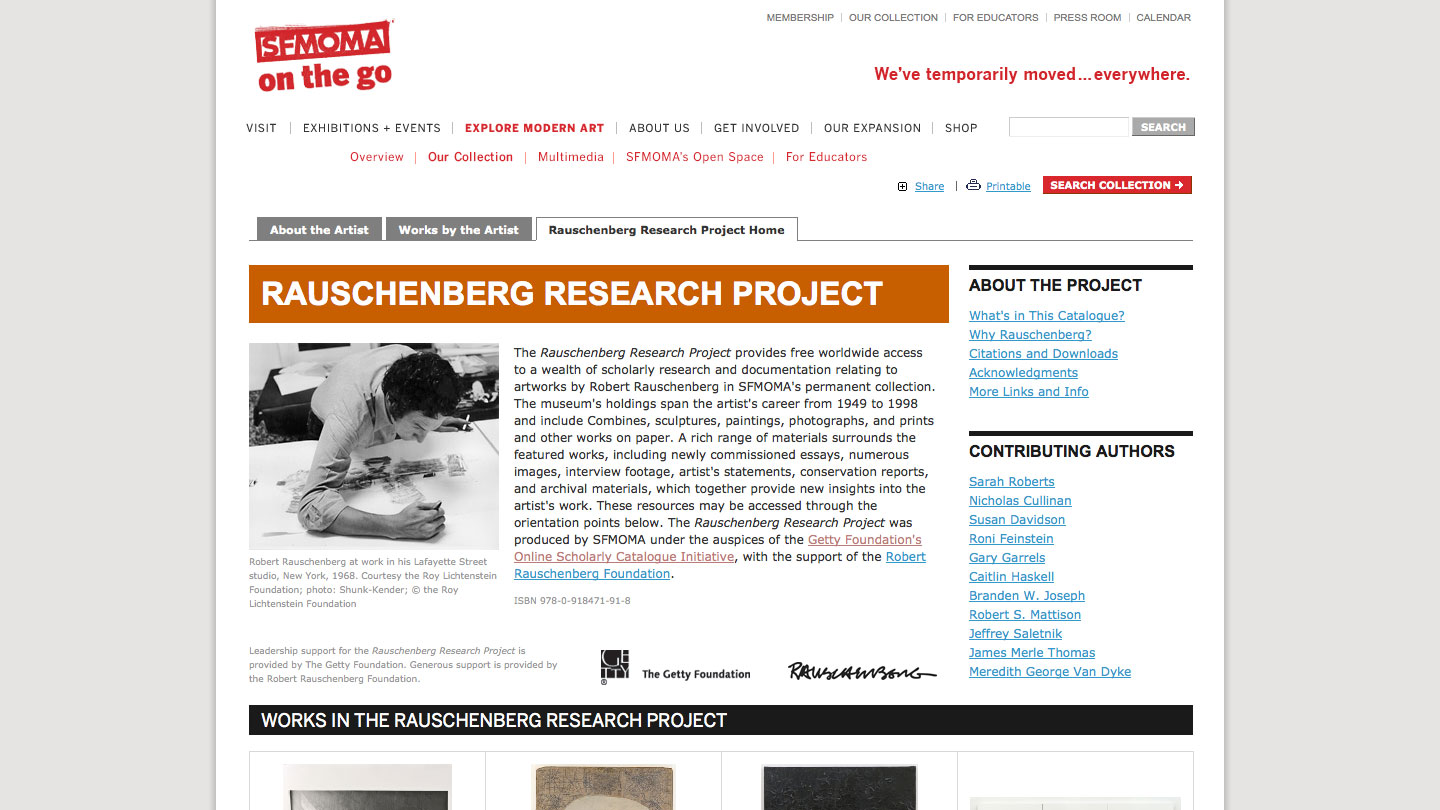 SFMOMA
on the go
MEMBERSHIP | OUR COLLECTION | FOR EDUCATORS | PRESS ROOM | CALENDAR
We've temporarily moved...everywhere.
VISIT | EXHIBITIONS + EVENTS | EXPLORE MODERN ART | ABOUT US | GET INVOLVED | OUR EXPANSION | SHOP
SEARCH
Overview | Our Collection | Multimedia | SFMOMA's Open Space | For Educators
Share | Printable
SEARCH COLLECTION →
About the Artist
Works by the Artist
Rauschenberg Research Project Home
RAUSCHENBERG RESEARCH PROJECT
Robert Rauschenberg at work in his Lafayette Street
studio, New York, 1968. Courtesy the Roy Lichtenstein
Foundation; photo: Shunk-Kender; © the Roy
Lichtenstein Foundation
The Rauschenberg Research Project provides free worldwide access
to a wealth of scholarly research and documentation relating to
artworks by Robert Rauschenberg in SFMOMA's permanent collection.
The museum's holdings span the artist's career from 1949 to 1998
and include Combines, sculptures, paintings, photographs, and prints
and other works on paper. A rich range of materials surrounds the
featured works, including newly commissioned essays, numerous
images, interview footage, artist's statements, conservation reports,
and archival materials, which together provide new insights into the
artist's work. These resources may be accessed through the
orientation points below. The Rauschenberg Research Project was
produced by SFMOMA under the auspices of the Getty Foundation's
Online Scholarly Catalogue Initiative, with the support of the Robert
Rauschenberg Foundation.
ISBN 978-0-918471-91-8
Leadership support for the Rauschenberg Research Project is
provided by The Getty Foundation. Generous support is provided by
the Robert Rauschenberg Foundation.
GETTY
®
The Getty Foundation
RAUSCHENBERG
ABOUT THE PROJECT
What's in This Catalogue?
Why Rauschenberg?
Citations and Downloads
Acknowledgments
More Links and Info
CONTRIBUTING AUTHORS
Sarah Roberts
Nicholas Cullinan
Susan Davidson
Roni Feinstein
Gary Garrels
Caitlin Haskell
Branden W. Joseph
Robert S. Mattison
Jeffrey Saletnik
James Merle Thomas
Meredith George Van Dyke
WORKS IN THE RAUSCHENBERG RESEARCH PROJECT